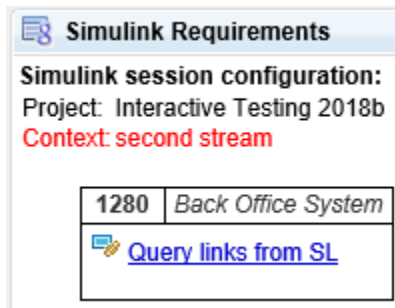 Simulink Requirements
Simulink session configuration:
Project: Interactive Testing 2018b
Context: second stream
1280 Back Office System
Query links from SL